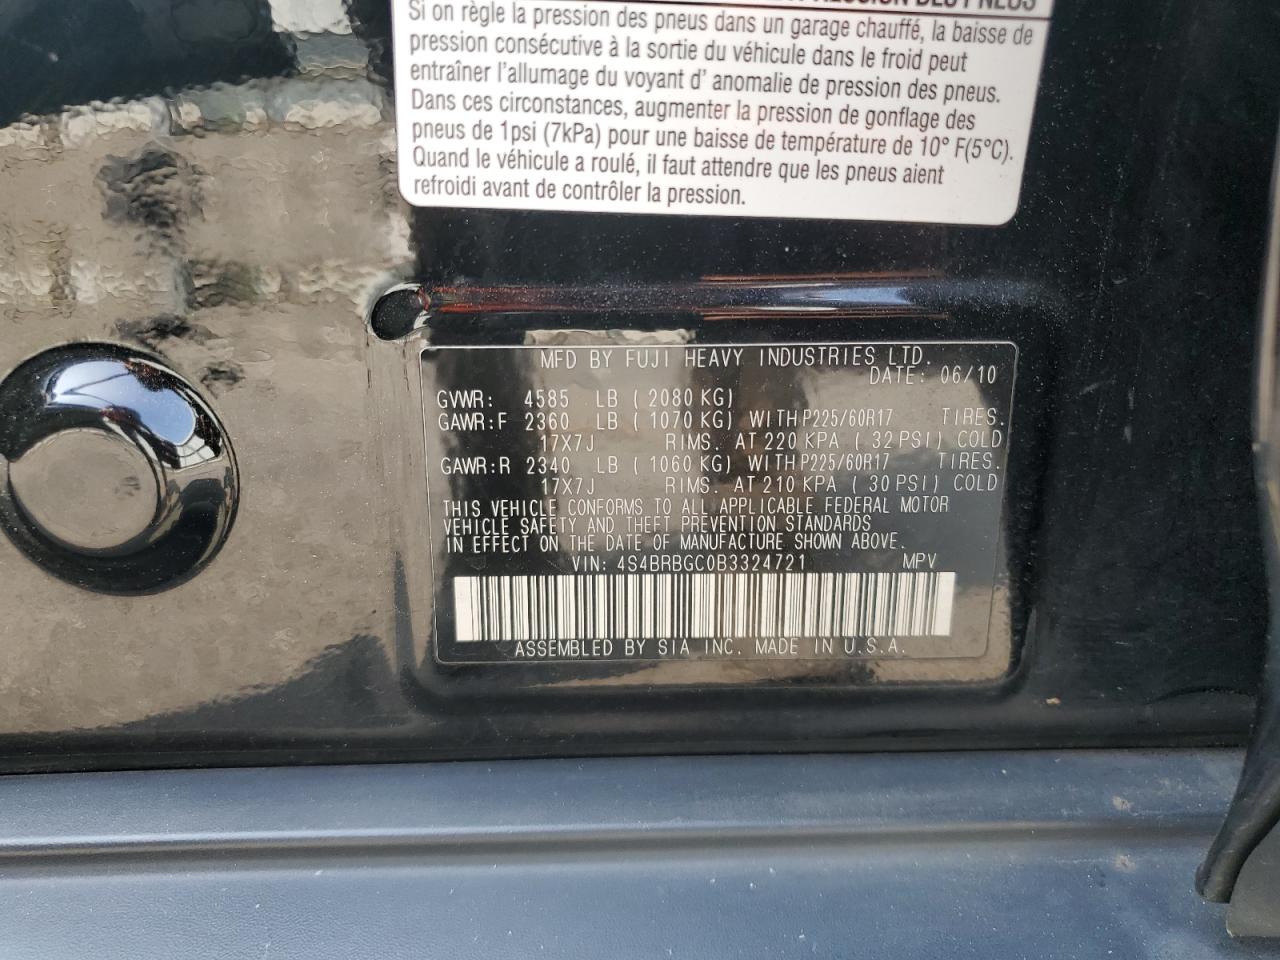 PRESSION DES PNEUS
Si on règle la pression des pneus dans un garage chauffé, la baisse de
pression consécutive à la sortie du véhicule dans le froid peut
entraîner l'allumage du voyant d' anomalie de pression des pneus.
Dans ces circonstances, augmenter la pression de gonflage des
pneus de 1psi (7kPa) pour une baisse de température de 10° F(5°C).
Quand le véhicule a roulé, il faut attendre que les pneus aient
refroidi avant de contrôler la pression.
MFD BY FUJI HEAVY INDUSTRIES LTD.
DATE: 06/10
GVWR: 4585 LB ( 2080 KG)
GAWR:F 2360 LB ( 1070 KG) WITH P225/60R17 TIRES.
17X7J RIMS. AT 220 KPA ( 32 PSI) COLD
GAWR:R 2340 LB ( 1060 KG) WITH P225/60R17 TIRES.
17X7J RIMS. AT 210 KPA ( 30 PSI) COLD
THIS VEHICLE CONFORMS TO ALL APPLICABLE FEDERAL MOTOR
VEHICLE SAFETY AND THEFT PREVENTION STANDARDS
IN EFFECT ON THE DATE OF MANUFACTURE SHOWN ABOVE.
VIN: 4S4BRBGC0B3324721 MPV
ASSEMBLED BY SIA INC. MADE IN U.S.A.